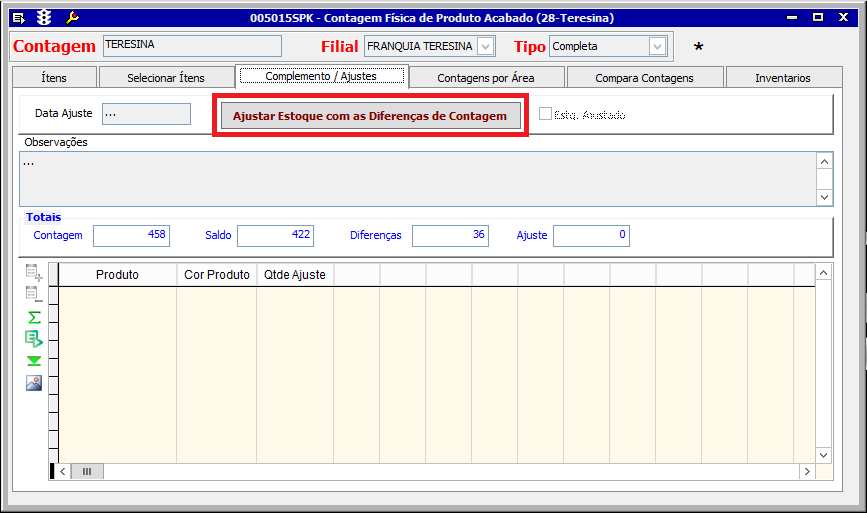 005015SPK - Contagem Física de Produto Acabado (28-Teresina)
Contagem TERESINA Filial FRANQUIA TERESINA Tipo Completa *
Ítens Selecionar Ítens Complemento / Ajustes Contagens por Área Compara Contagens Inventarios
Data Ajuste ... Ajustar Estoque com as Diferenças de Contagem Estq. Ajustado
Observações
...
Totais
Contagem 458 Saldo 422 Diferenças 36 Ajuste 0
Produto Cor Produto Qtde Ajuste